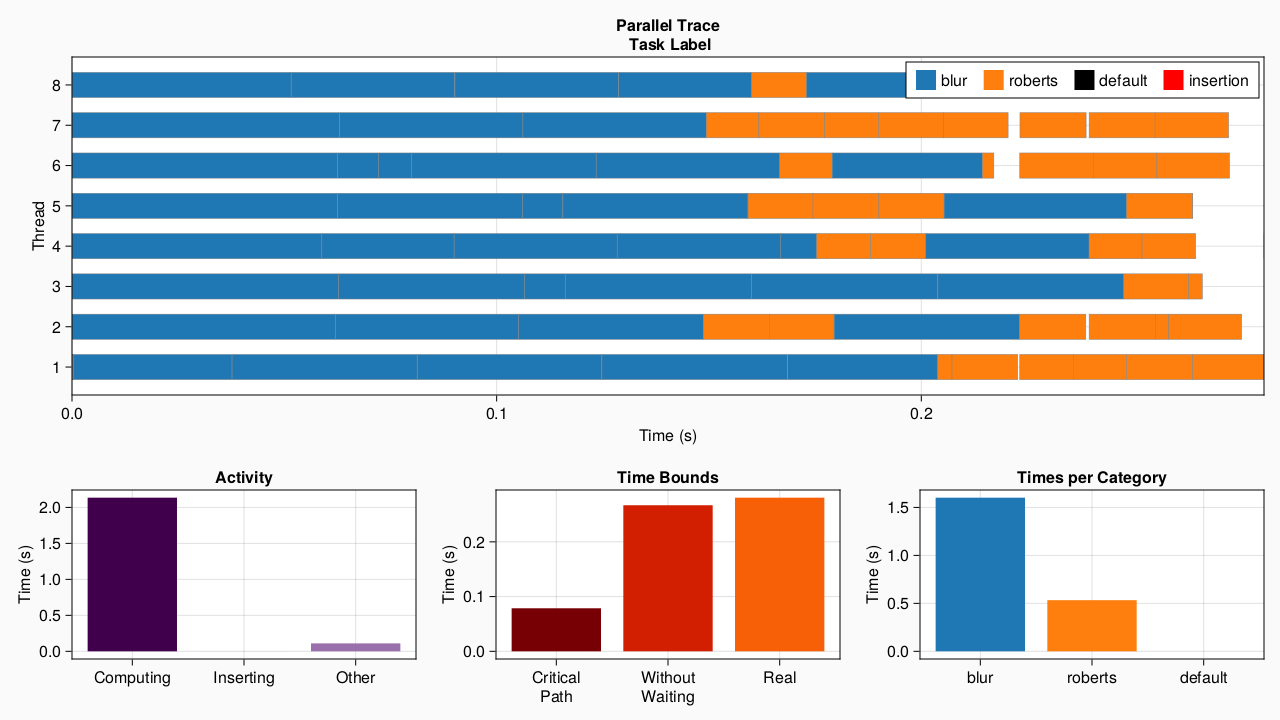 Parallel Trace
Task Label
blur roberts default insertion
Thread
8
7
6
5
4
3
2
1
0.0 0.1 0.2
Time (s)
Activity
Time (s)
2.0
1.5
1.0
0.5
0.0
Computing Inserting Other
Time Bounds
Time (s)
0.2
0.1
0.0
Critical Path
Without Waiting
Real
Times per Category
Time (s)
1.5
1.0
0.5
0.0
blur roberts default